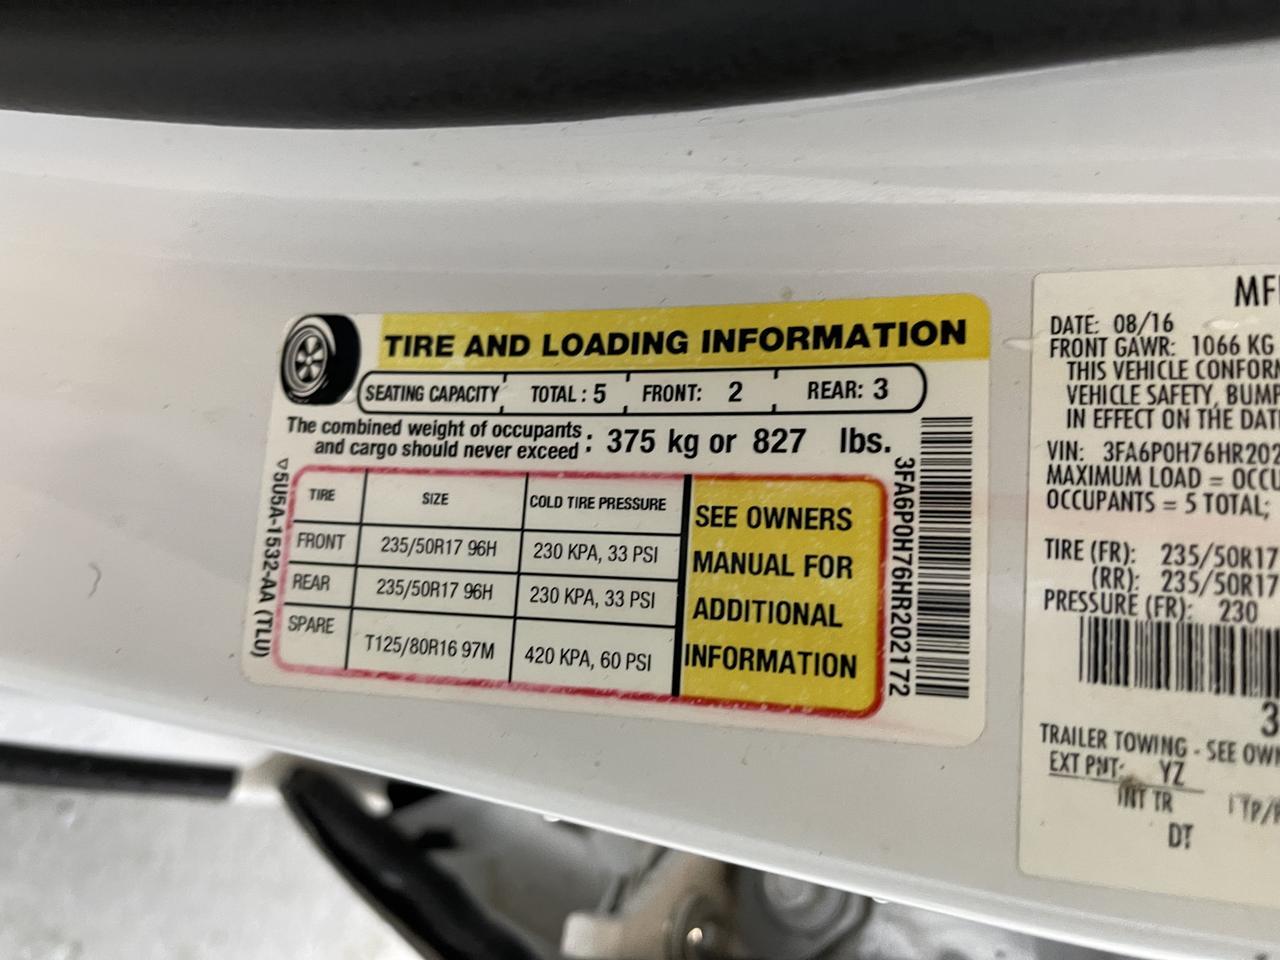 TIRE AND LOADING INFORMATION
SEATING CAPACITY TOTAL : 5 FRONT: 2 REAR: 3
The combined weight of occupants
and cargo should never exceed : 375 kg or 827 lbs.
TIRE SIZE COLD TIRE PRESSURE
FRONT 235/50R17 96H 230 KPA, 33 PSI
REAR 235/50R17 96H 230 KPA, 33 PSI
SPARE T125/80R16 97M 420 KPA, 60 PSI
SEE OWNERS
MANUAL FOR
ADDITIONAL
INFORMATION
5U5A-1532-AA (TLU)
3FA6P0H76HR202172
MF
DATE: 08/16
FRONT GAWR: 1066 KG
THIS VEHICLE CONFOR
VEHICLE SAFETY, BUMP
IN EFFECT ON THE DAT
VIN: 3FA6P0H76HR202
MAXIMUM LOAD = OCCU
OCCUPANTS = 5 TOTAL;
TIRE (FR): 235/50R17
(RR): 235/50R17
PRESSURE (FR): 230
3
TRAILER TOWING - SEE OWN
EXT PNT: YZ
INT TR
DT